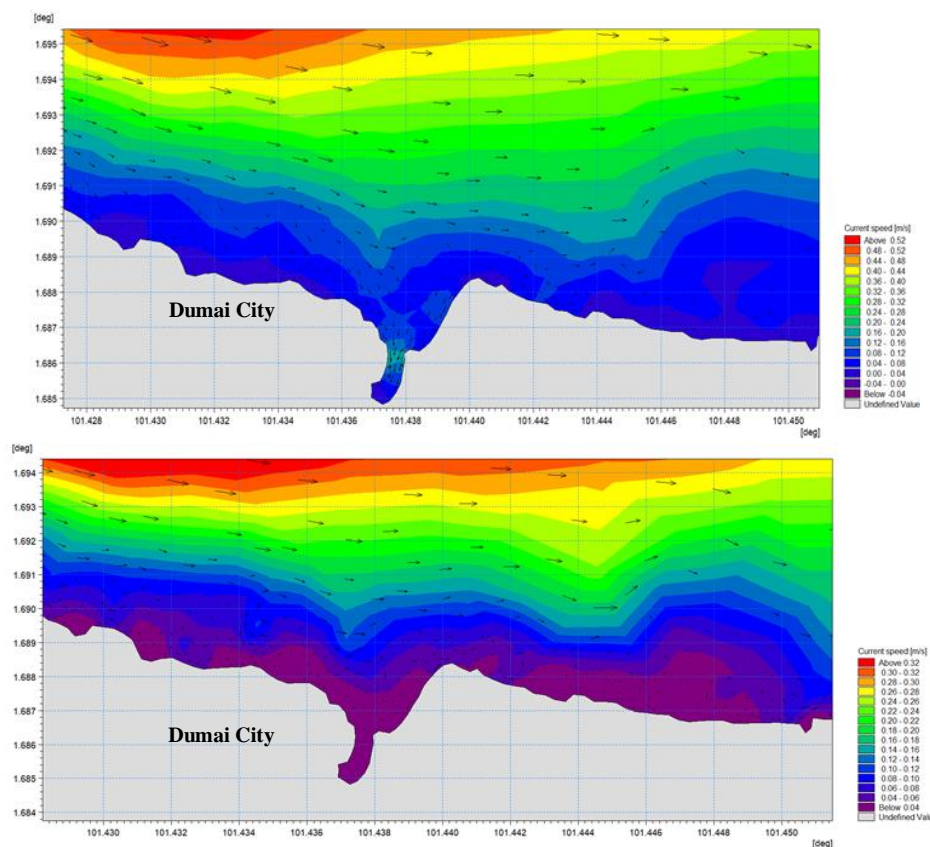 [deg]
1.695
1.694
1.693
1.692
1.691
1.690
1.689
1.688
1.687
1.686
1.685
Dumai City
101.428 101.430 101.432 101.434 101.436 101.438 101.440 101.442 101.444 101.446 101.448 101.450
[deg]
Current speed [m/s]
Above 0.52
0.48 - 0.52
0.44 - 0.48
0.40 - 0.44
0.36 - 0.40
0.32 - 0.36
0.28 - 0.32
0.24 - 0.28
0.20 - 0.24
0.16 - 0.20
0.12 - 0.16
0.08 - 0.12
0.04 - 0.08
0.00 - 0.04
-0.04 - 0.00
Below -0.04
Undefined Value
[deg]
1.694
1.693
1.692
1.691
1.690
1.689
1.688
1.687
1.686
1.685
1.684
Dumai City
101.430 101.432 101.434 101.436 101.438 101.440 101.442 101.444 101.446 101.448 101.450
[deg]
Current speed [m/s]
Above 0.32
0.30 - 0.32
0.28 - 0.30
0.26 - 0.28
0.24 - 0.26
0.22 - 0.24
0.20 - 0.22
0.18 - 0.20
0.16 - 0.18
0.14 - 0.16
0.12 - 0.14
0.10 - 0.12
0.08 - 0.10
0.06 - 0.08
0.04 - 0.06
Below 0.04
Undefined Val